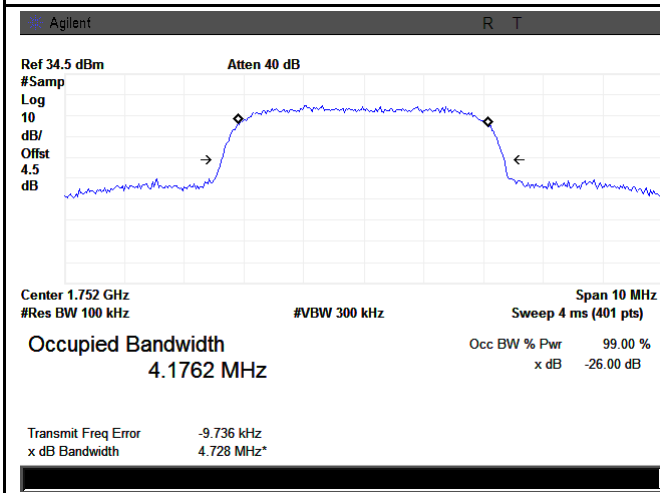 Agilent R T
Ref 34.5 dBm Atten 40 dB
#Samp
Log
10
dB/
Offst
4.5
dB
Center 1.752 GHz Span 10 MHz
#Res BW 100 kHz #VBW 300 kHz Sweep 4 ms (401 pts)
Occupied Bandwidth Occ BW % Pwr 99.00 %
4.1762 MHz x dB -26.00 dB
Transmit Freq Error -9.736 kHz
x dB Bandwidth 4.728 MHz*